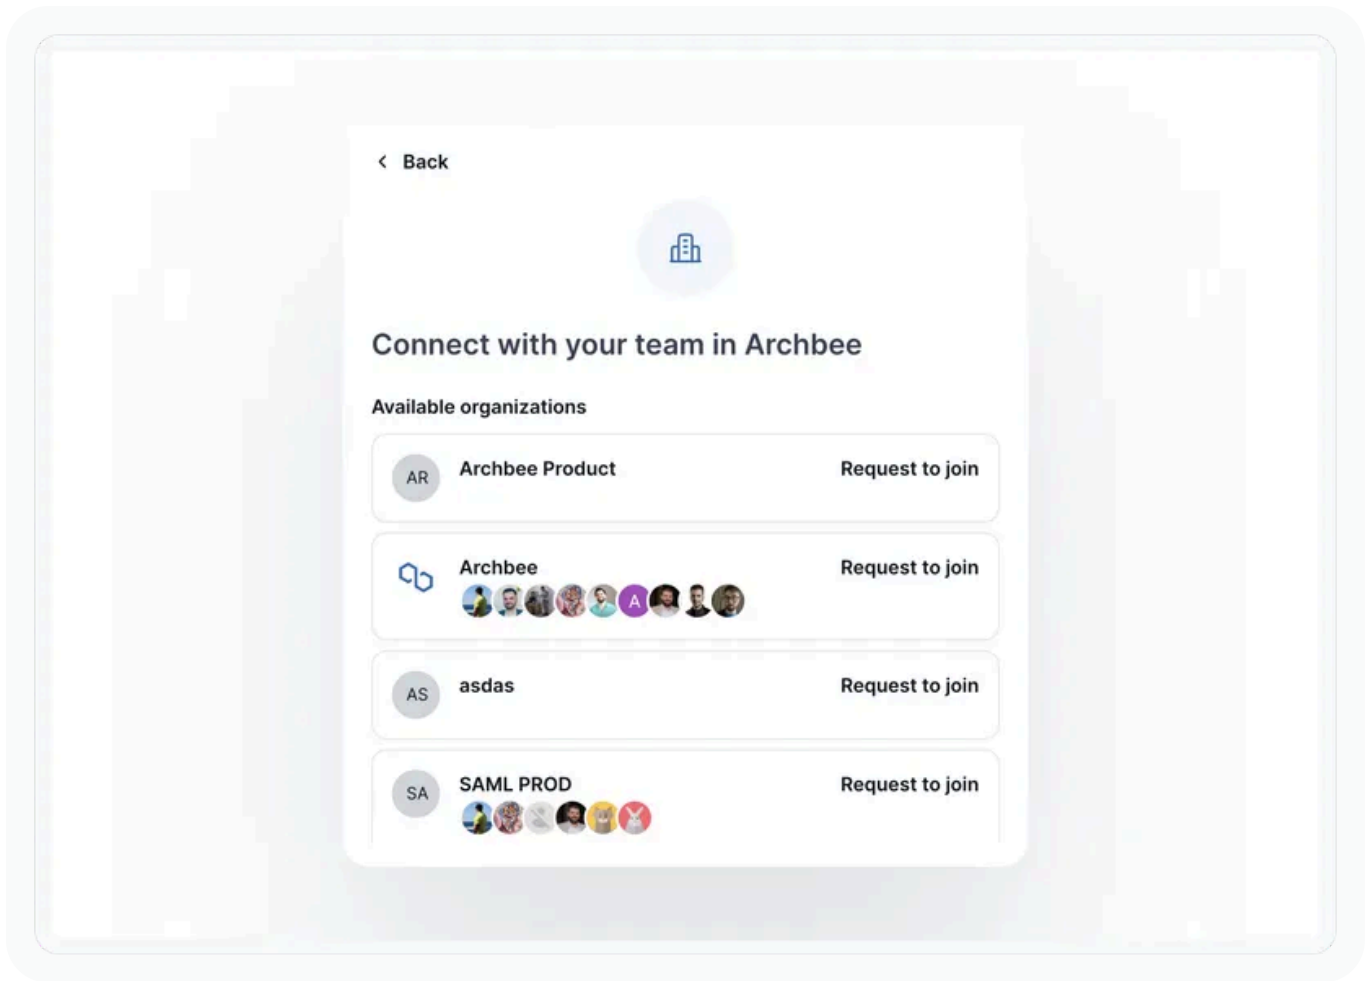 Back
Connect with your team in Archbee
Available organizations
AR Archbee Product Request to join
Archbee Request to join
A
AS asdas Request to join
SA SAML PROD Request to join